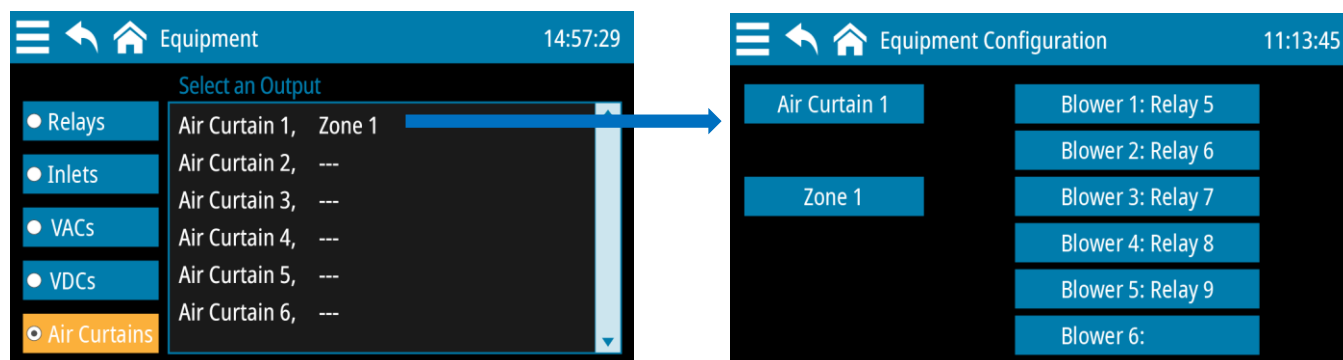 Equipment 14:57:29
Select an Output
Relays
Inlets
VACs
VDCs
Air Curtains
Air Curtain 1, Zone 1
Air Curtain 2, ---
Air Curtain 3, ---
Air Curtain 4, ---
Air Curtain 5, ---
Air Curtain 6, ---
Equipment Configuration 11:13:45
Air Curtain 1
Zone 1
Blower 1: Relay 5
Blower 2: Relay 6
Blower 3: Relay 7
Blower 4: Relay 8
Blower 5: Relay 9
Blower 6: